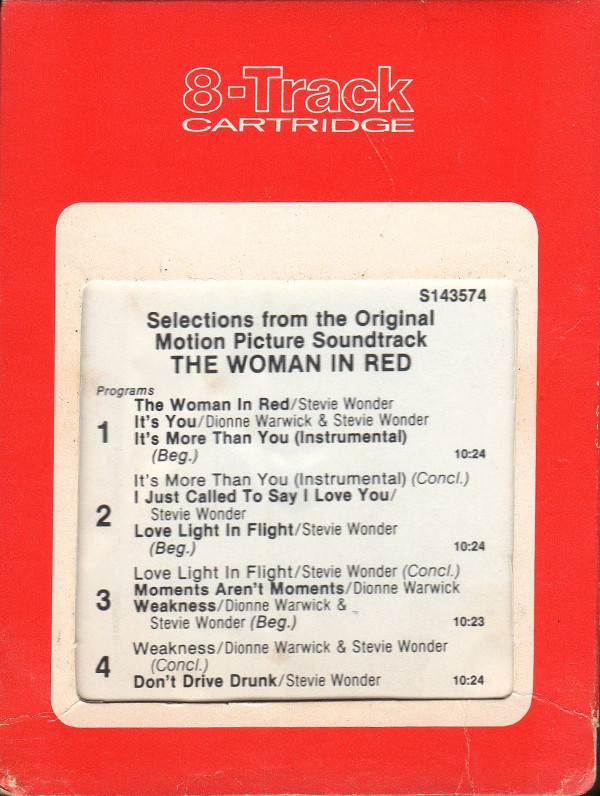 8-Track
CARTRIDGE
S143574
Selections from the Original
Motion Picture Soundtrack
THE WOMAN IN RED
Programs
1
The Woman In Red/Stevie Wonder
It's You/Dionne Warwick & Stevie Wonder
It's More Than You (Instrumental)
(Beg.) 10:24
2
It's More Than You (Instrumental) (Concl.)
I Just Called To Say I Love You/
Stevie Wonder
Love Light In Flight/Stevie Wonder
(Beg.) 10:24
3
Love Light In Flight/Stevie Wonder (Concl.)
Moments Aren't Moments/Dionne Warwick
Weakness/Dionne Warwick &
Stevie Wonder (Beg.) 10:23
4
Weakness/Dionne Warwick & Stevie Wonder
(Concl.)
Don't Drive Drunk/Stevie Wonder 10:24